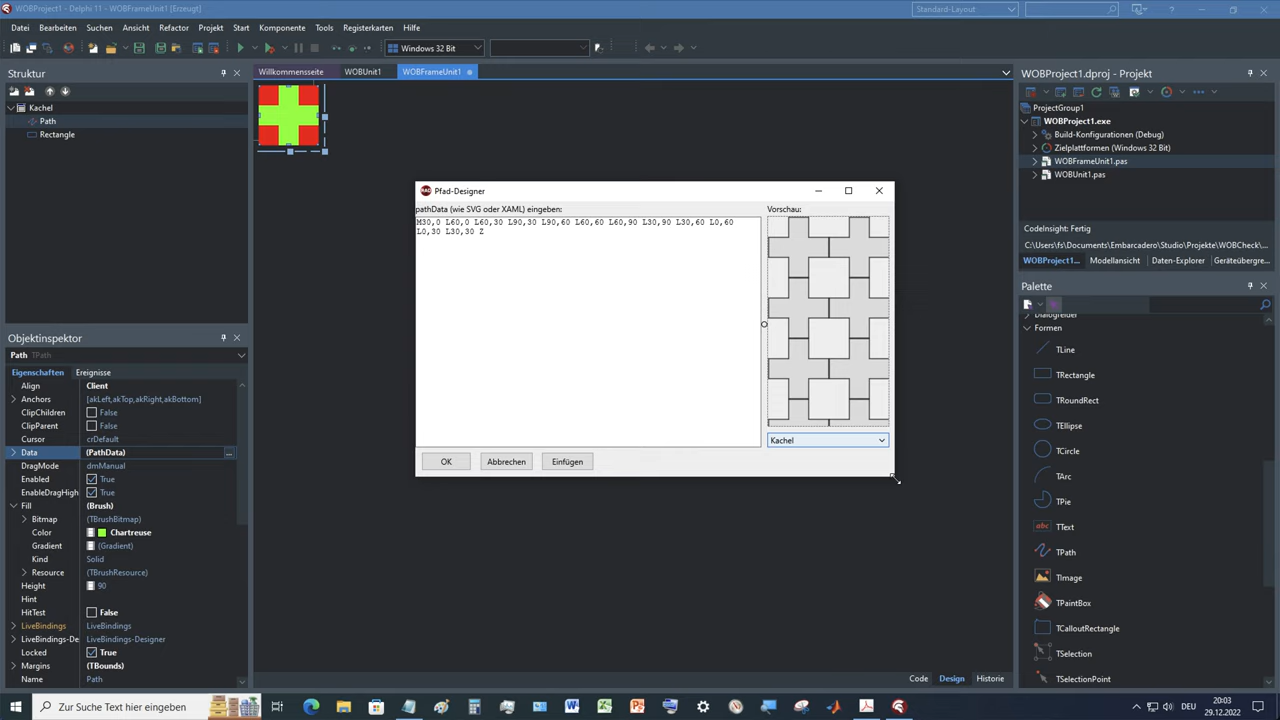 WOBProject1 - Delphi 11 - WOBFrameUnit1 [Erzeugt]
Standard-Layout
Datei Bearbeiten Suchen Ansicht Refactor Projekt Start Komponente Tools Registerkarten Hilfe
Windows 32 Bit
Struktur
Kachel
Path
Rectangle
Willkommensseite WOBUnit1 WOBFrameUnit1
Pfad-Designer
pathData (wie SVG oder XAML) eingeben:
M30,0 L60,0 L60,30 L90,30 L90,60 L60,60 L60,90 L30,90 L30,60 L0,60
L0,30 L30,30 Z
Vorschau:
Kachel
OK Abbrechen Einfügen
Objektinspektor
Path TPath
Eigenschaften Ereignisse
Align Client
Anchors [akLeft,akTop,akRight,akBottom]
ClipChildren False
ClipParent False
Cursor crDefault
Data (PathData)
DragMode dmManual
Enabled True
EnableDragHigh True
Fill (Brush)
Bitmap (TBrushBitmap)
Color Chartreuse
Gradient (Gradient)
Kind Solid
Resource (TBrushResource)
Height 90
Hint
HitTest False
LiveBindings LiveBindings
LiveBindings-De: LiveBindings-Designer
Locked True
Margins (TBounds)
Name Path
WOBProject1.dproj - Projekt
ProjectGroup1
WOBProject1.exe
Build-Konfigurationen (Debug)
Zielplattformen (Windows 32 Bit)
WOBFrameUnit1.pas
WOBUnit1.pas
CodeInsight: Fertig
C:\Users\fs\Documents\Embarcadero\Studio\Projekte\WOBCheck\
WOBProject1... Modellansicht Daten-Explorer Geräteübergre...
Palette
Dialogfelder
Formen
TLine
TRectangle
TRoundRect
TEllipse
TCircle
TArc
TPie
abc TText
TPath
TImage
TPaintBox
TCalloutRectangle
TSelection
TSelectionPoint
Code Design Historie
Zur Suche Text hier eingeben
DEU
20:03
29.12.2022